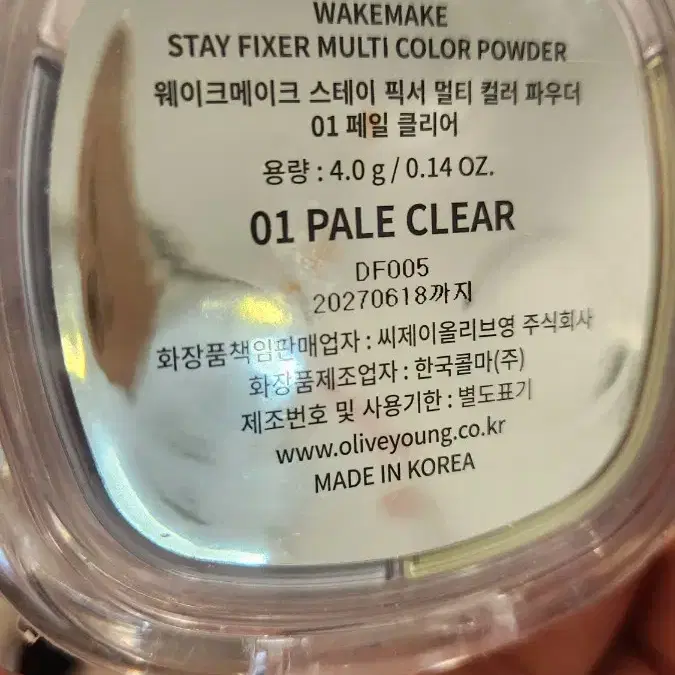 WAKEMAKE
STAY FIXER MULTI COLOR POWDER
웨이크메이크 스테이 픽서 멀티 컬러 파우더
01 페일 클리어
용량 : 4.0 g / 0.14 OZ.
01 PALE CLEAR
DF005
20270618까지
화장품책임판매업자 : 씨제이올리브영 주식회사
화장품제조업자 : 한국콜마(주)
제조번호 및 사용기한 : 별도표기
www.oliveyoung.co.kr
MADE IN KOREA